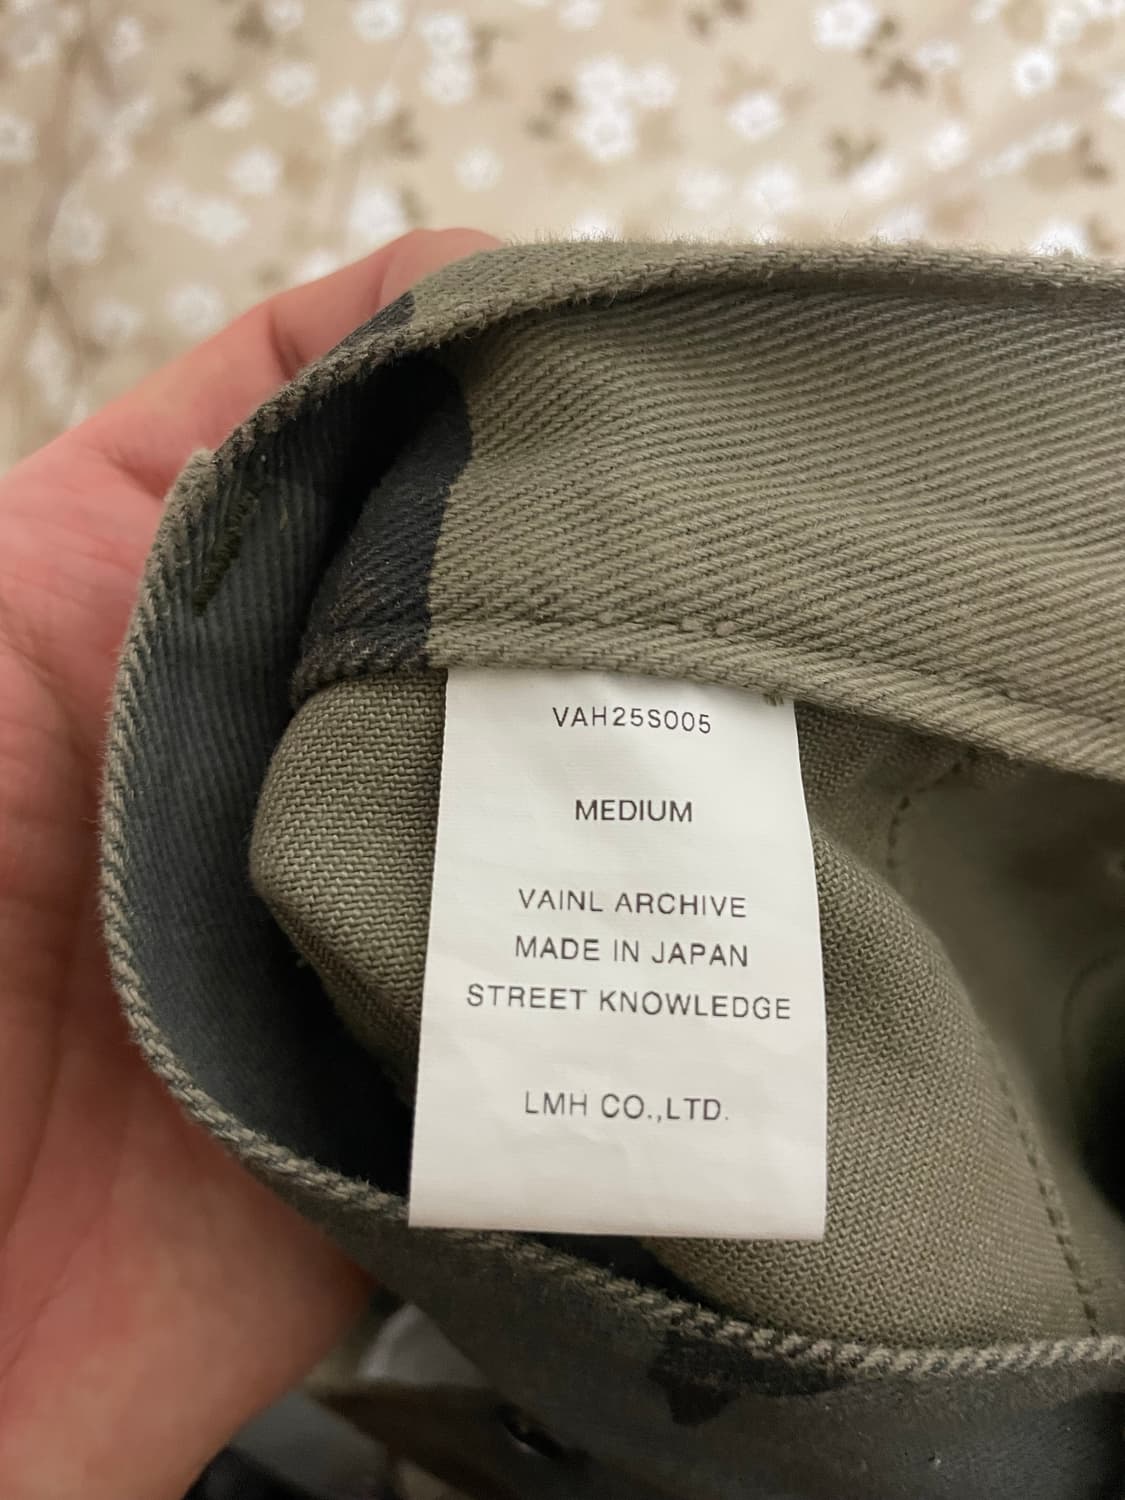 VAH25S005
MEDIUM
VAINL ARCHIVE
MADE IN JAPAN
STREET KNOWLEDGE
LMH CO.,LTD.